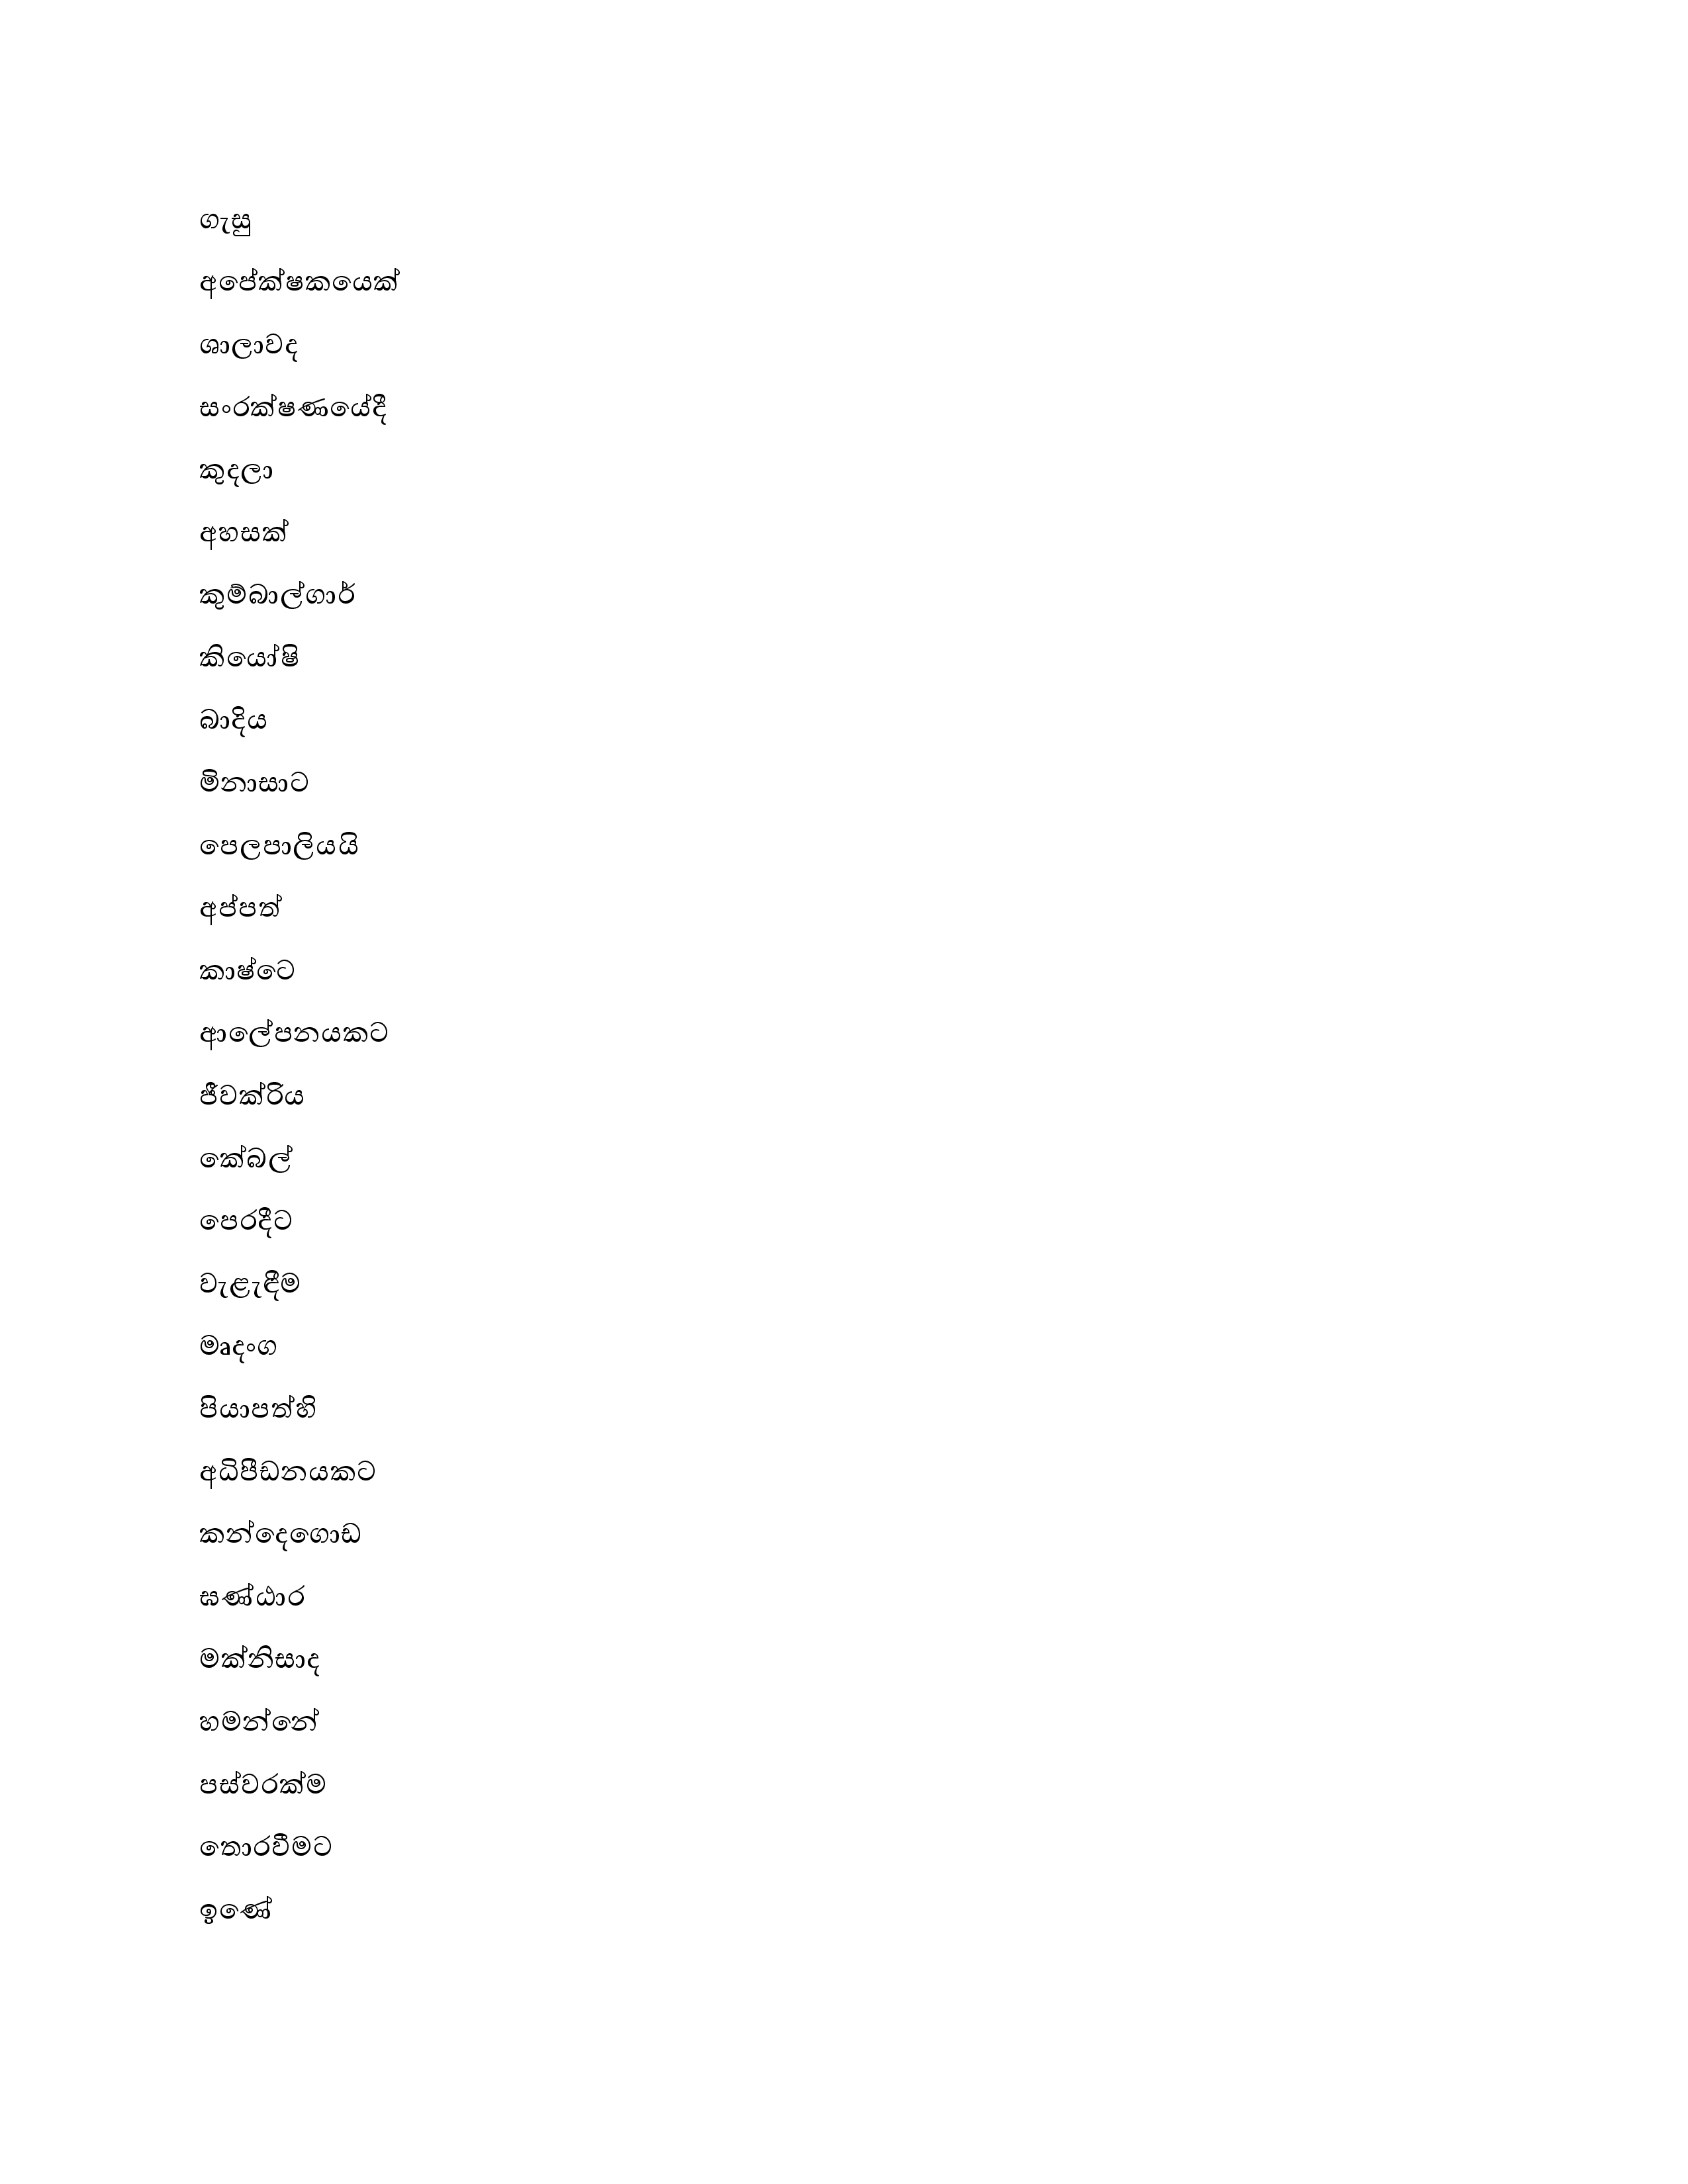 ගැසු
අපේක්ෂකයෙක්
ශාලාවද
සංරක්ෂණයේදී
කුදලා
අහසක්
කුම්බාල්ගාර්
කියෝෂි
බාදිය
මිනාසාට
පෙලපාලියයි
අප්පත්
කාෂ්ටෙ
ආලේපනයකට
ජීවක්රිය
කේබල්
පෙරදීට
වැළැඳීම
මෘදංග
පියාපත්හි
අධිපීඩනයකට
කන්දෙගොඩ
ඝණ්ඨාර
මක්නිසාද
හමන්නේ
පස්වරක්ම
තොරවීමට
ඉණේ